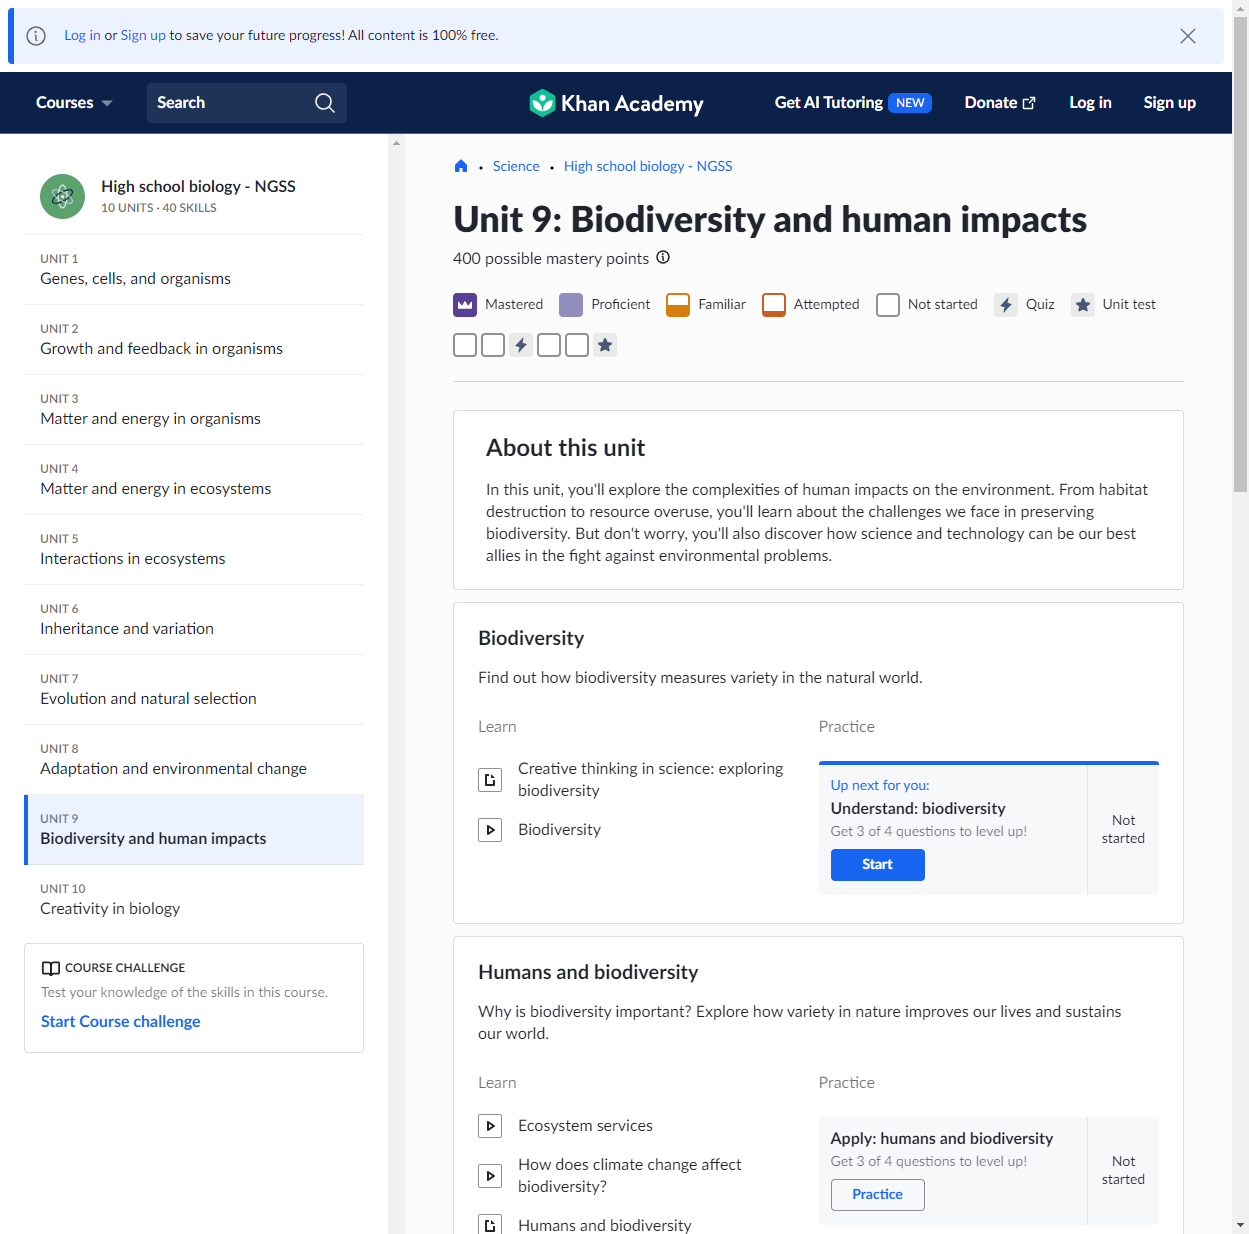 Log in or Sign up to save your future progress! All content is 100% free.
Courses
Search
Khan Academy
Get AI Tutoring NEW
Donate
Log in
Sign up
High school biology - NGSS
10 UNITS · 40 SKILLS
UNIT 1
Genes, cells, and organisms
UNIT 2
Growth and feedback in organisms
UNIT 3
Matter and energy in organisms
UNIT 4
Matter and energy in ecosystems
UNIT 5
Interactions in ecosystems
UNIT 6
Inheritance and variation
UNIT 7
Evolution and natural selection
UNIT 8
Adaptation and environmental change
UNIT 9
Biodiversity and human impacts
UNIT 10
Creativity in biology
COURSE CHALLENGE
Test your knowledge of the skills in this course.
Start Course challenge
Science • High school biology - NGSS
Unit 9: Biodiversity and human impacts
400 possible mastery points
Mastered Proficient Familiar Attempted Not started Quiz Unit test
About this unit
In this unit, you'll explore the complexities of human impacts on the environment. From habitat
destruction to resource overuse, you'll learn about the challenges we face in preserving
biodiversity. But don't worry, you'll also discover how science and technology can be our best
allies in the fight against environmental problems.
Biodiversity
Find out how biodiversity measures variety in the natural world.
Learn
Creative thinking in science: exploring
biodiversity
Biodiversity
Practice
Up next for you:
Understand: biodiversity
Get 3 of 4 questions to level up!
Start
Not
started
Humans and biodiversity
Why is biodiversity important? Explore how variety in nature improves our lives and sustains
our world.
Learn
Ecosystem services
How does climate change affect
biodiversity?
Humans and biodiversity
Practice
Apply: humans and biodiversity
Get 3 of 4 questions to level up!
Practice
Not
started